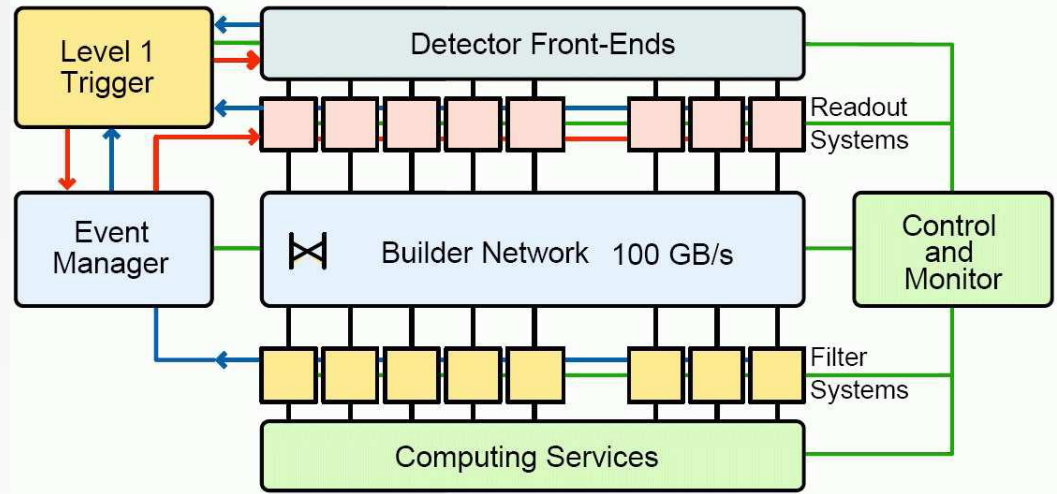 Level 1
Trigger
Detector Front-Ends
Readout
Systems
Event
Manager
Builder Network 100 GB/s
Control
and
Monitor
Filter
Systems
Computing Services